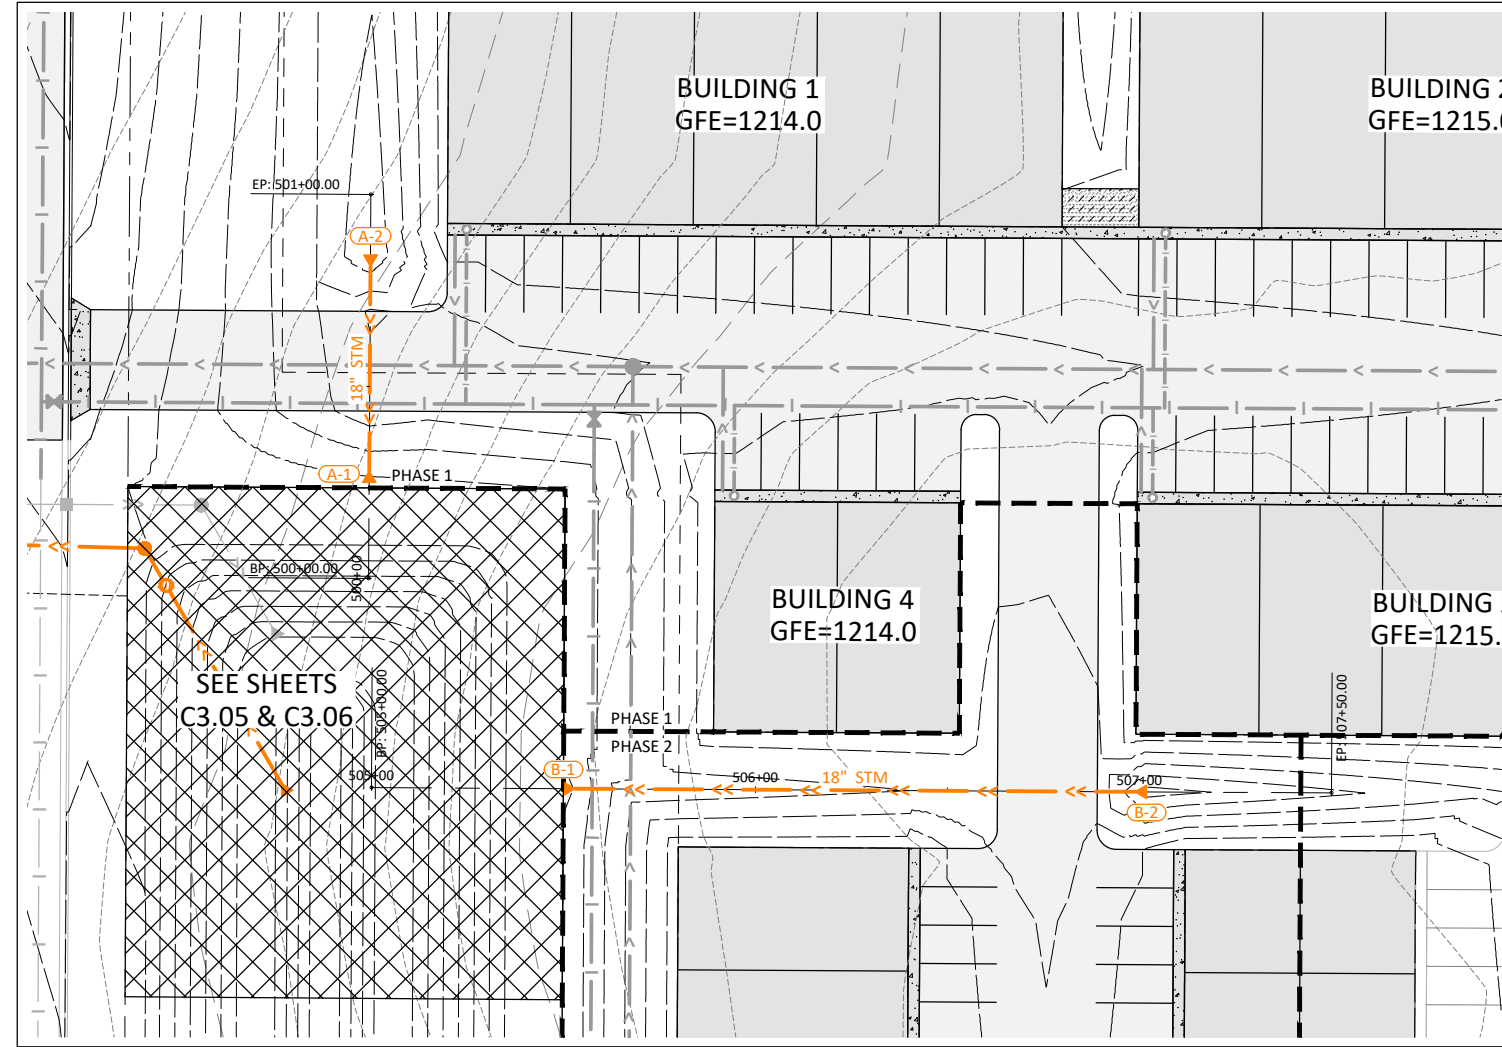 BUILDING 1
GFE=1214.0
BUILDING 2
GFE=1215.0
EP: 501+00.00
A-2
18" STM
A-1
PHASE 1
BP: 500+00.00
500+00
BUILDING 4
GFE=1214.0
BUILDING
GFE=1215.
SEE SHEETS
C3.05 & C3.06
BP: 505+00.00
505+00
PHASE 1
PHASE 2
B-1
506+00
18" STM
507+00
B-2
EP: 507+50.00